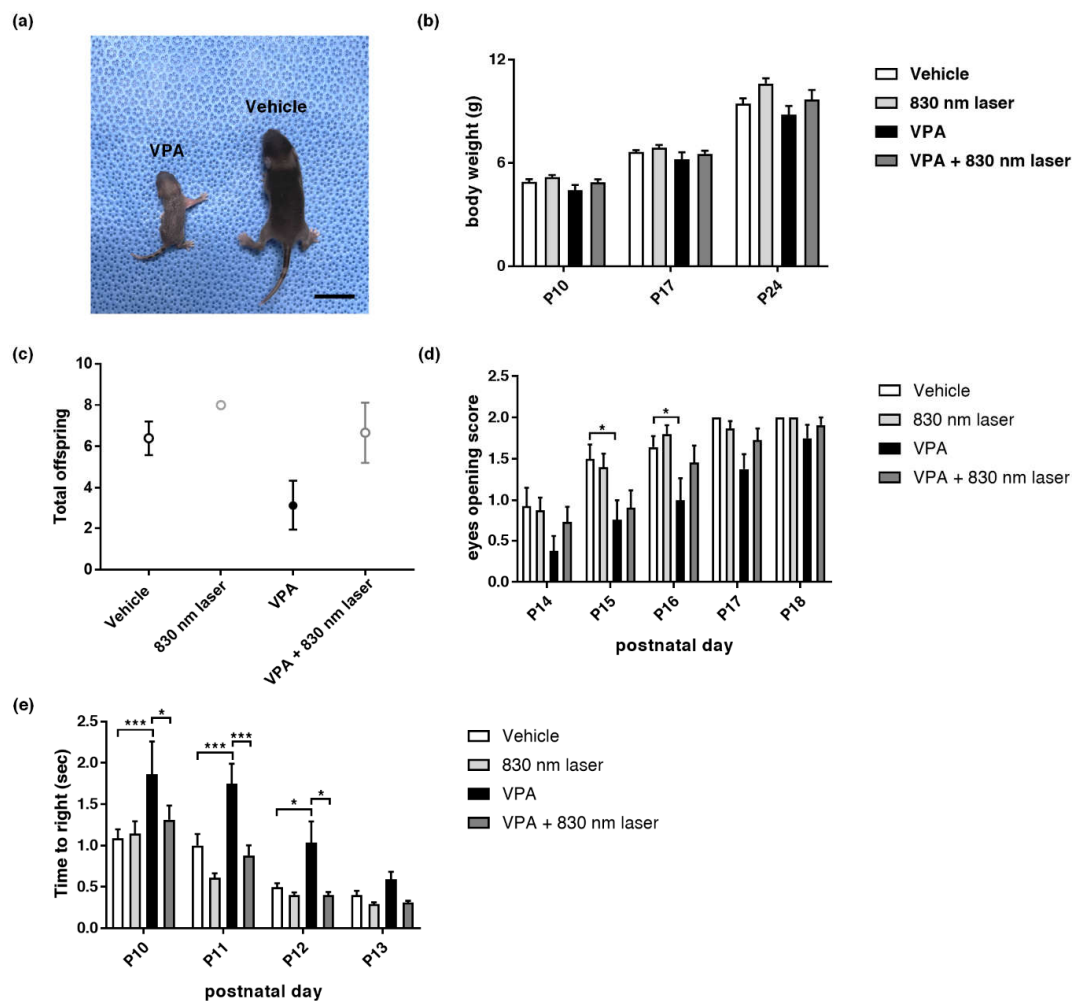 (a)
VPA
Vehicle
(b)
body weight (g)
12
6
0
P10
P17
P24
Vehicle
830 nm laser
VPA
VPA + 830 nm laser
(c)
Total offspring
10
8
6
4
2
0
Vehicle
830 nm laser
VPA
VPA + 830 nm laser
(d)
eyes opening score
2.5
2.0
1.5
1.0
0.5
0.0
*
*
P14
P15
P16
P17
P18
postnatal day
Vehicle
830 nm laser
VPA
VPA + 830 nm laser
(e)
Time to right (sec)
2.5
2.0
1.5
1.0
0.5
0.0
***
*
***
***
*
*
P10
P11
P12
P13
postnatal day
Vehicle
830 nm laser
VPA
VPA + 830 nm laser